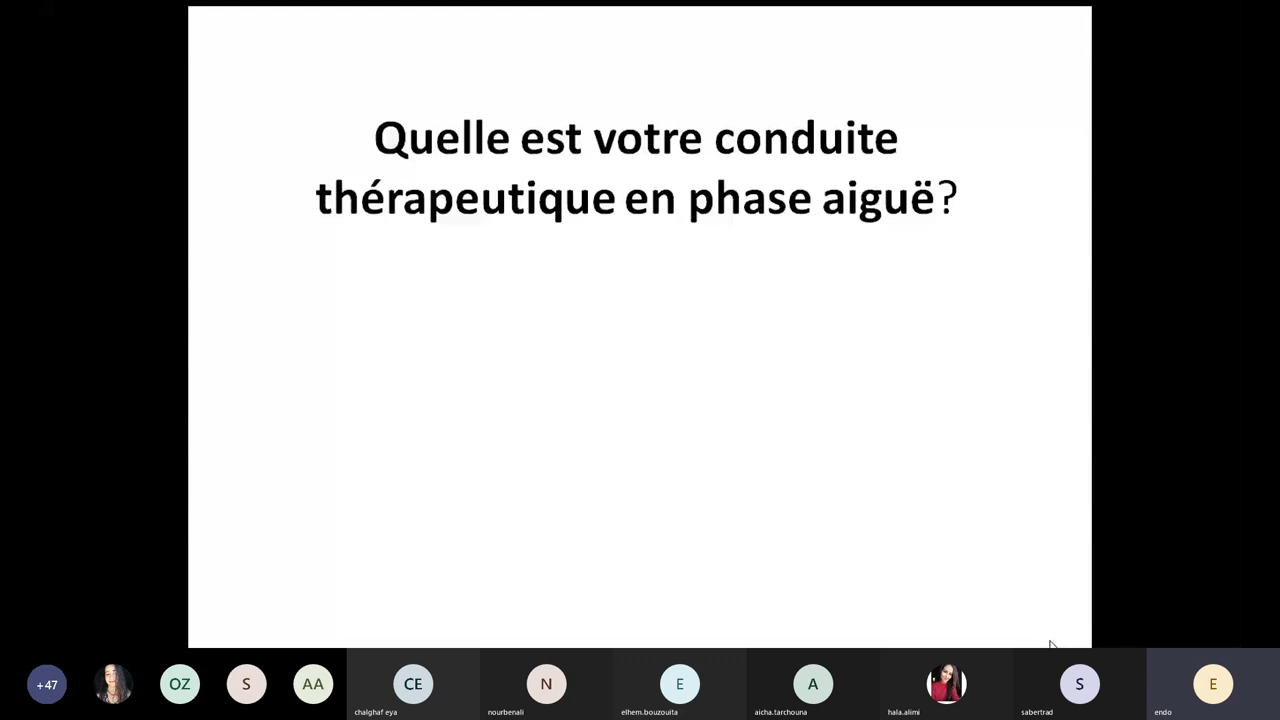 Quelle est votre conduite
thérapeutique en phase aiguë?
+47
OZ
S
AA
CE
N
E
A
S
E
chalghaf eya
nourbenali
elhem.bouzouita
aicha.tarchouna
hala.alimi
sabertrad
endo